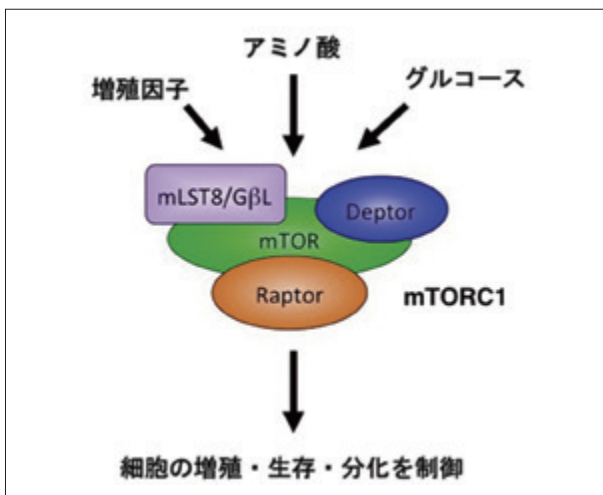 アミノ酸
増殖因子
グルコース
mLST8/GβL
Deptor
mTOR
Raptor
mTORC1
細胞の増殖・生存・分化を制御